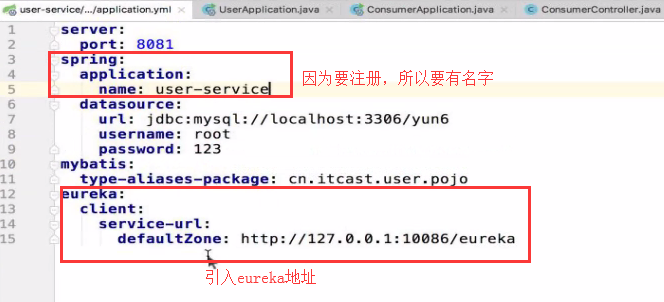 user-service/.../application.yml
UserApplication.java
ConsumerApplication.java
ConsumerController.java
1 server:
2 port: 8081
3 spring:
4 application:
因为要注册，所以要有名字
5 name: user-service
6 datasource:
7 url: jdbc:mysql://localhost:3306/yun6
8 username: root
9 password: 123
10 mybatis:
11 type-aliases-package: cn.itcast.user.pojo
12 eureka:
13 client:
14 service-url:
15 defaultZone: http://127.0.0.1:10086/eureka
引入eureka地址